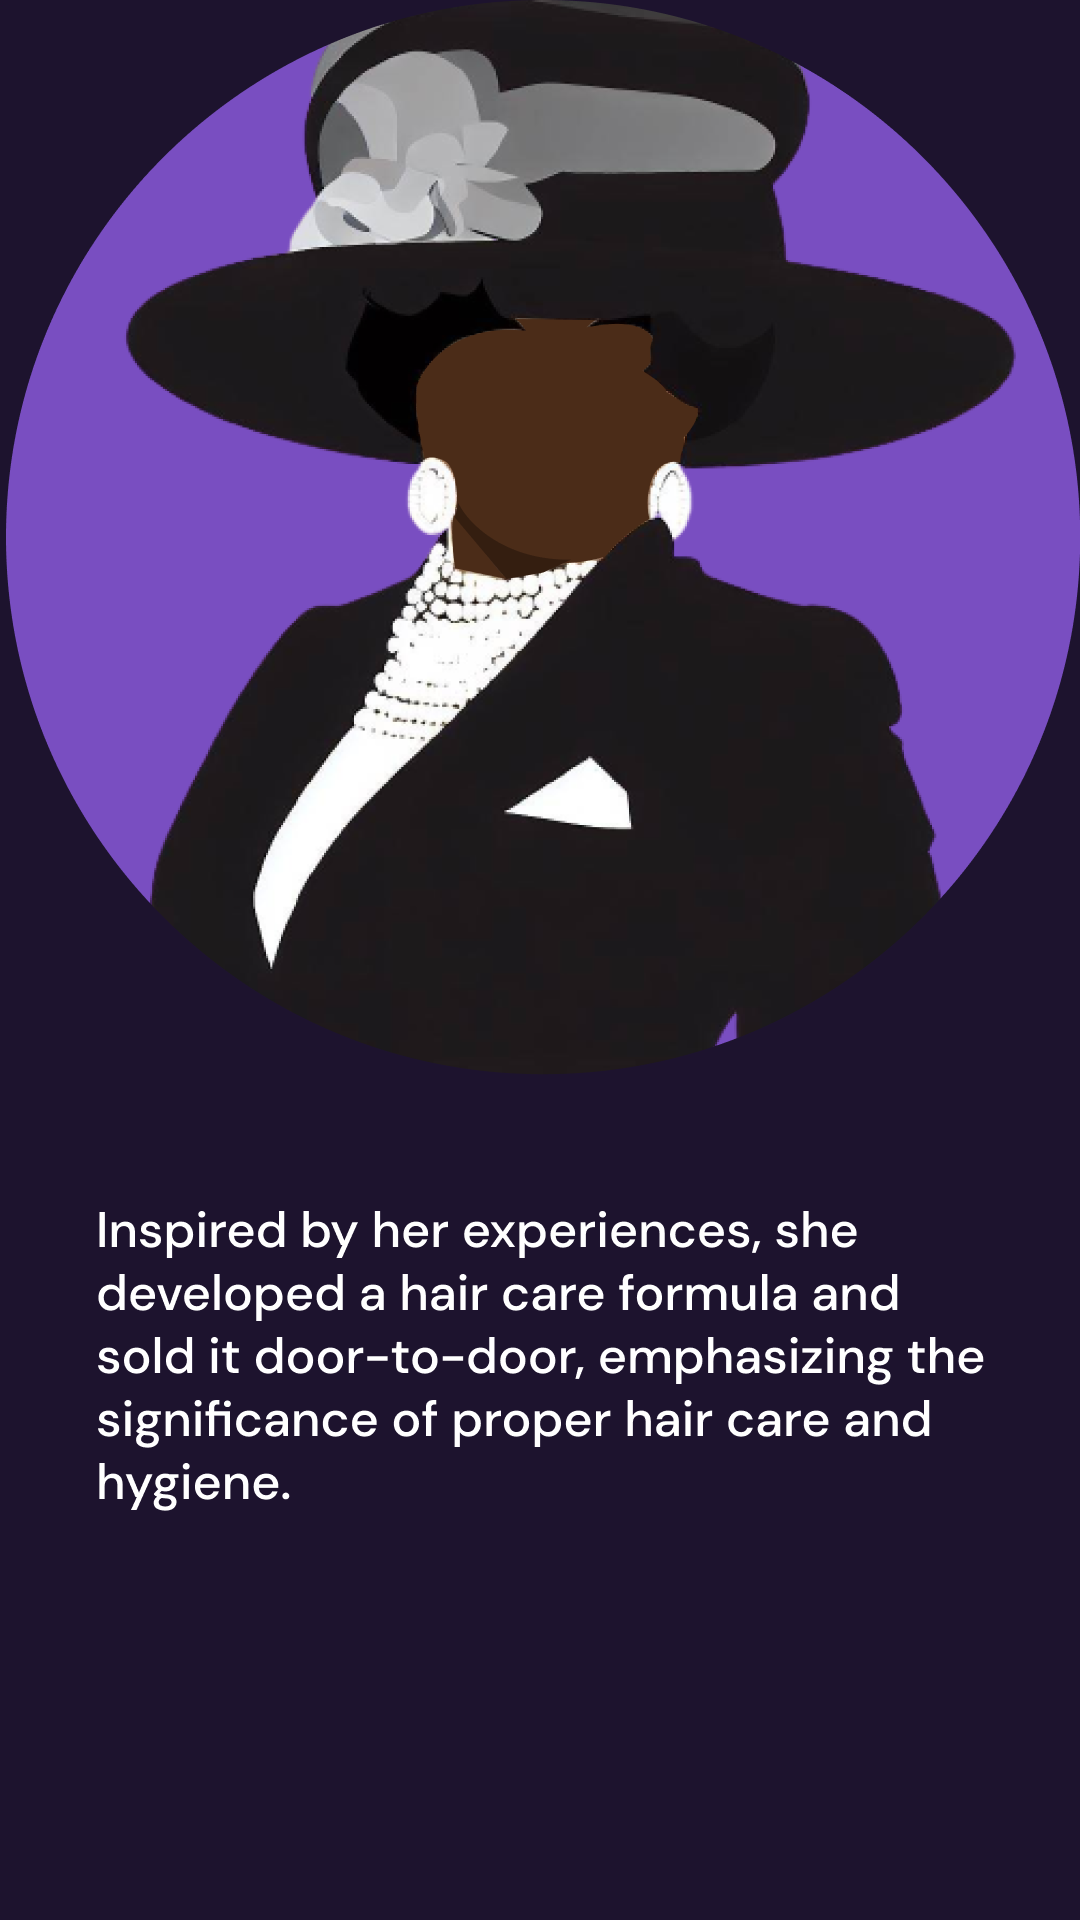 Inspired by her experiences, she
developed a hair care formula and
sold it door-to-door, emphasizing the
significance of proper hair care and
hygiene.